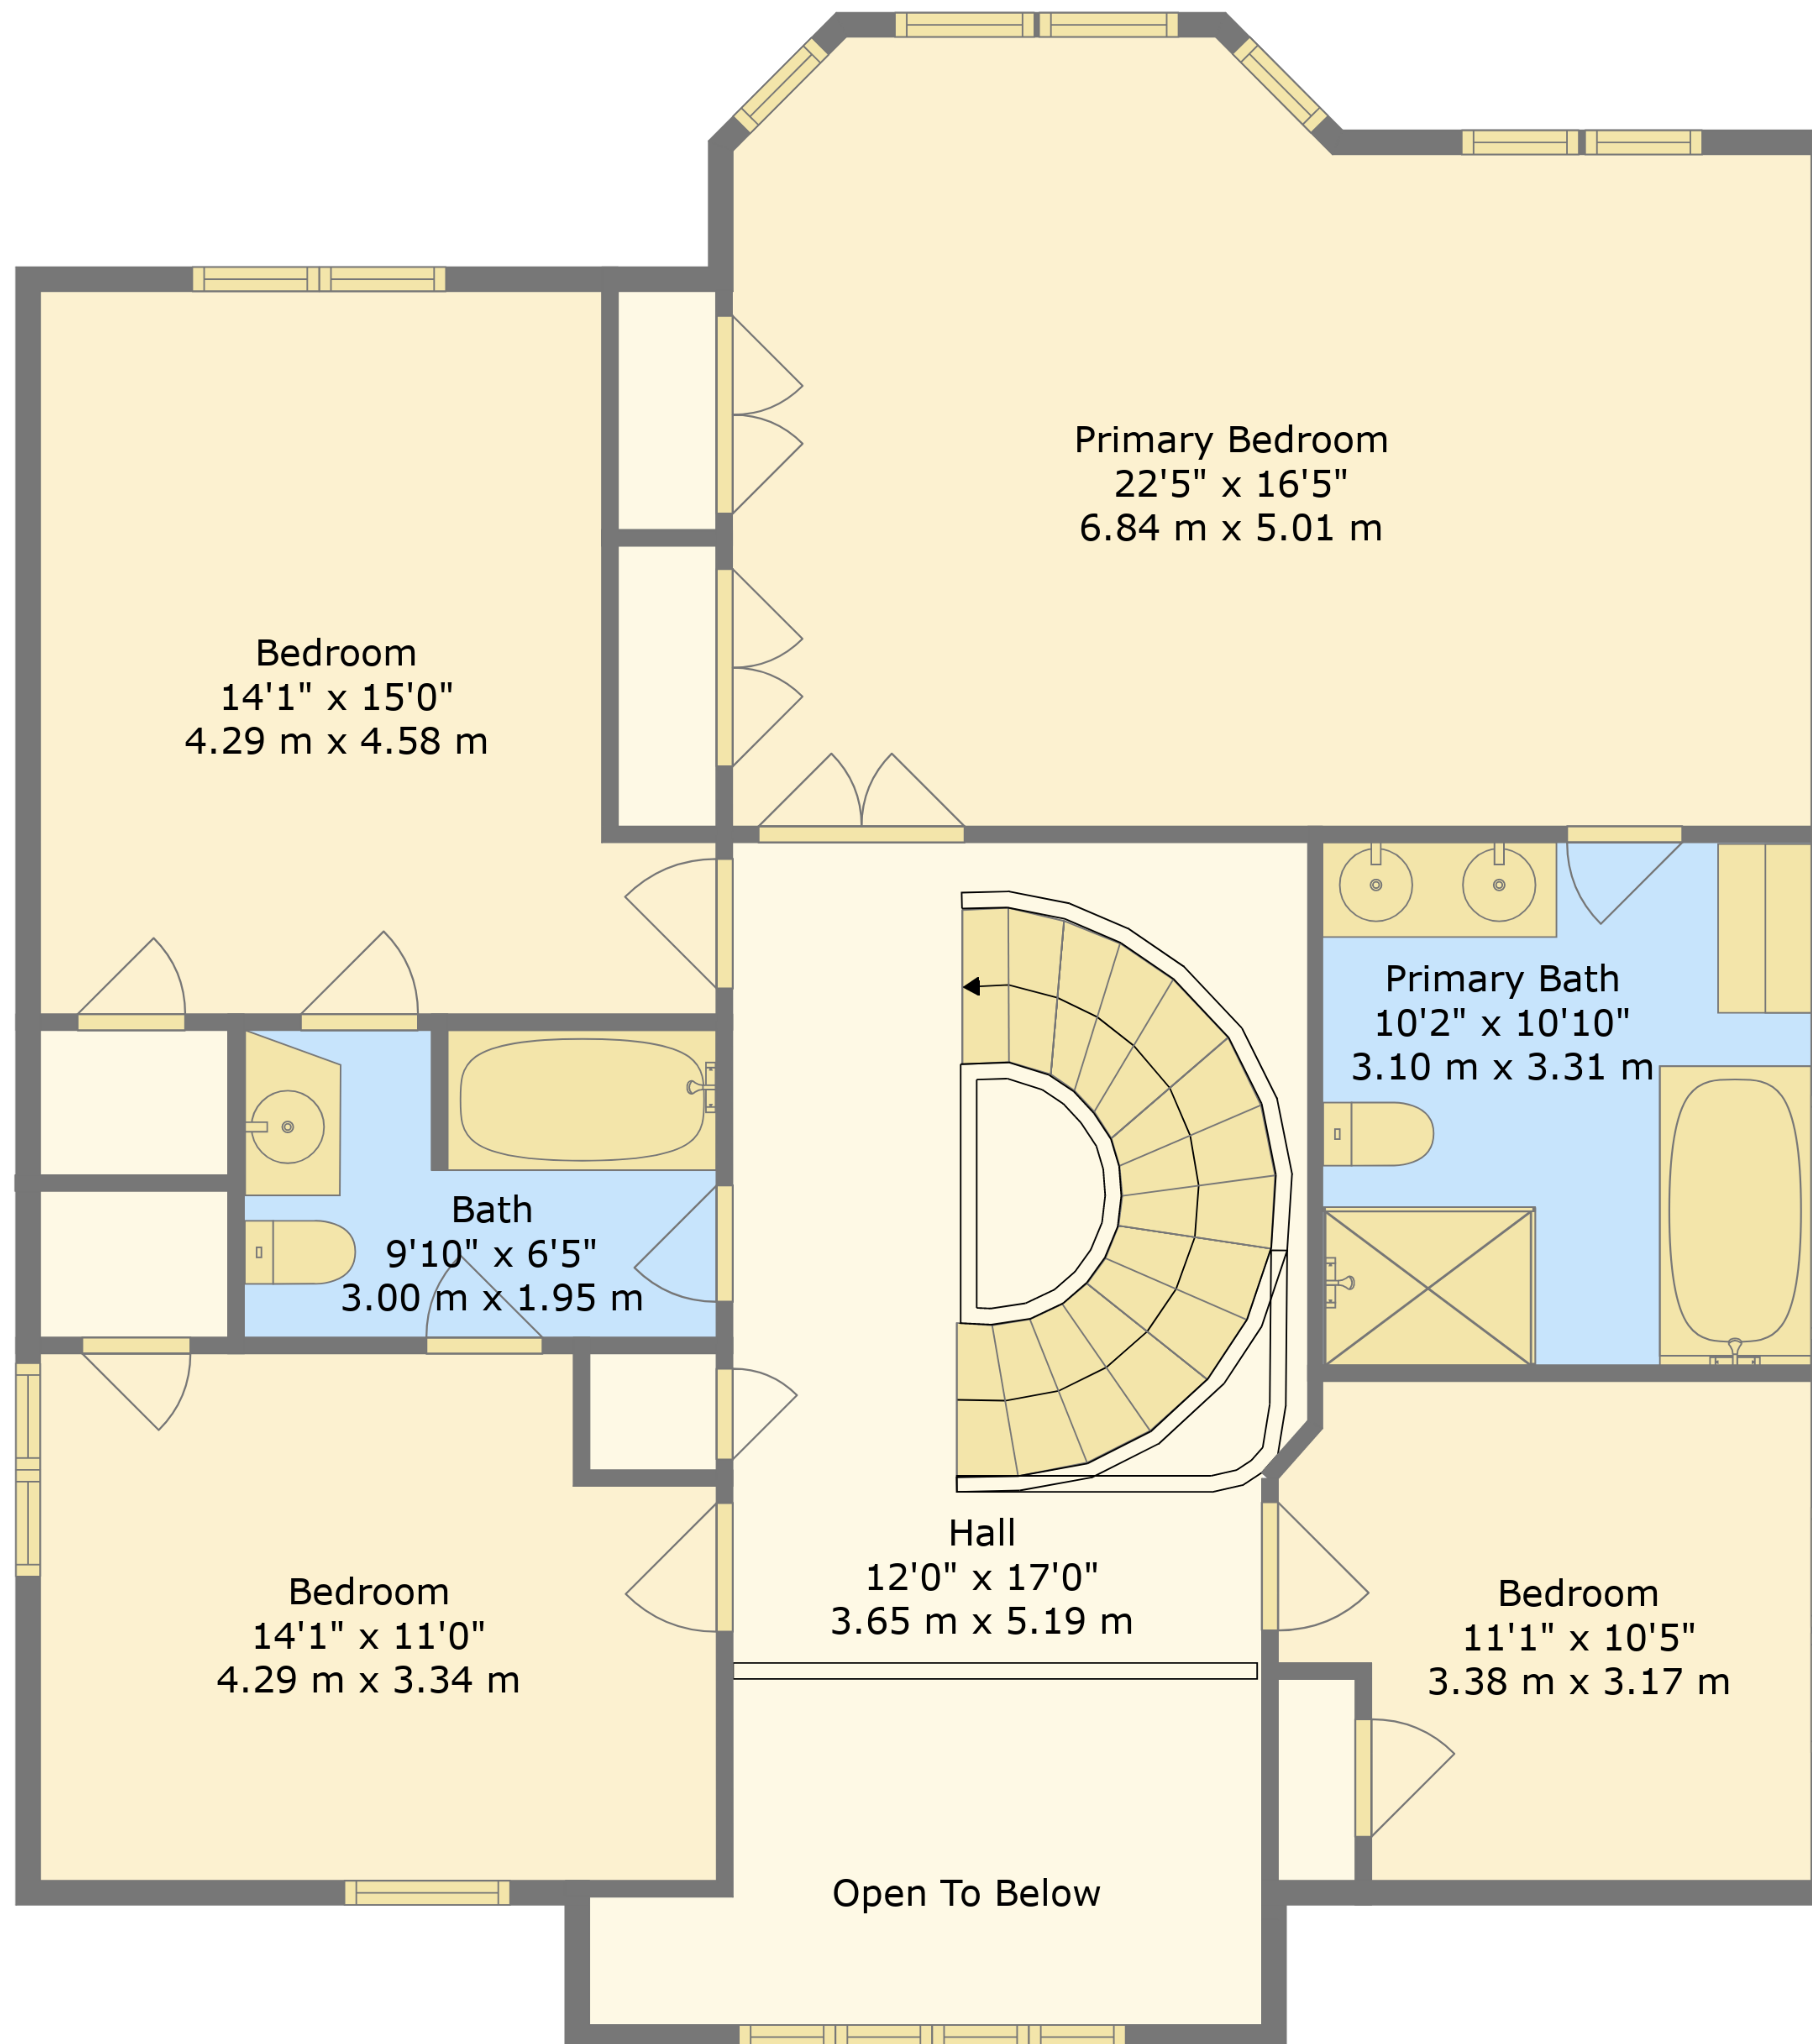 Primary Bedroom
22'5" x 16'5"
6.84 m x 5.01 m
Bedroom
14'1" x 15'0"
4.29 m x 4.58 m
Primary Bath
10'2" x 10'10"
3.10 m x 3.31 m
Bath
9'10" x 6'5"
3.00 m x 1.95 m
Hall
12'0" x 17'0"
3.65 m x 5.19 m
Bedroom
14'1" x 11'0"
4.29 m x 3.34 m
Bedroom
11'1" x 10'5"
3.38 m x 3.17 m
Open To Below